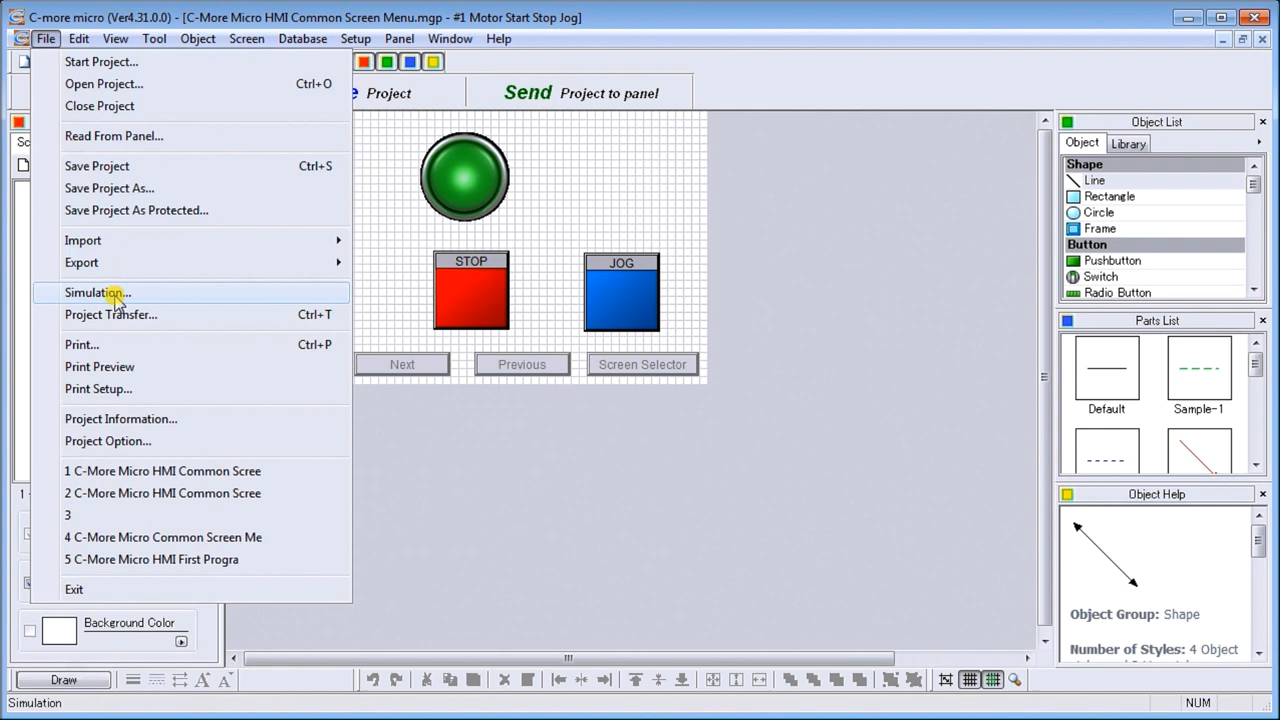 C-more micro (Ver4.31.0.0) - [C-More Micro HMI Common Screen Menu.mgp - #1 Motor Start Stop Jog]
File Edit View Tool Object Screen Database Setup Panel Window Help
Start Project...
Open Project... Ctrl+O
Close Project
Read From Panel...
Save Project Ctrl+S
Save Project As...
Save Project As Protected...
Import
Export
Simulation...
Project Transfer... Ctrl+T
Print... Ctrl+P
Print Preview
Print Setup...
Project Information...
Project Option...
1 C-More Micro HMI Common Scree
2 C-More Micro HMI Common Scree
3
4 C-More Micro Common Screen Me
5 C-More Micro HMI First Progra
Exit
Project
Send Project to panel
STOP
JOG
Next
Previous
Screen Selector
Object List
Object Library
Shape
Line
Rectangle
Circle
Frame
Button
Pushbutton
Switch
Radio Button
Parts List
Default
Sample-1
Object Help
Object Group: Shape
Number of Styles: 4 Object
Background Color
Draw
Simulation
NUM